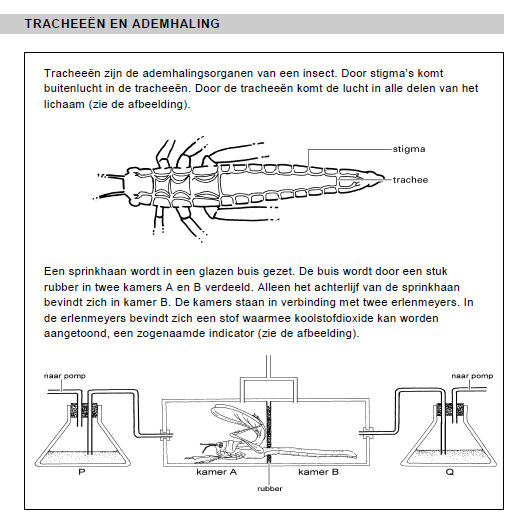 TRACHEEËN EN ADEMHALING
Tracheeën zijn de ademhalingsorganen van een insect. Door stigma's komt
buitenlucht in de tracheeën. Door de tracheeën komt de lucht in alle delen van het
lichaam (zie de afbeelding).
stigma
trachee
Een sprinkhaan wordt in een glazen buis gezet. De buis wordt door een stuk
rubber in twee kamers A en B verdeeld. Alleen het achterlijf van de sprinkhaan
bevindt zich in kamer B. De kamers staan in verbinding met twee erlenmeyers. In
de erlenmeyers bevindt zich een stof waarmee koolstofdioxide kan worden
aangetoond, een zogenaamde indicator (zie de afbeelding).
naar pomp
naar pomp
P
kamer A
kamer B
Q
rubber